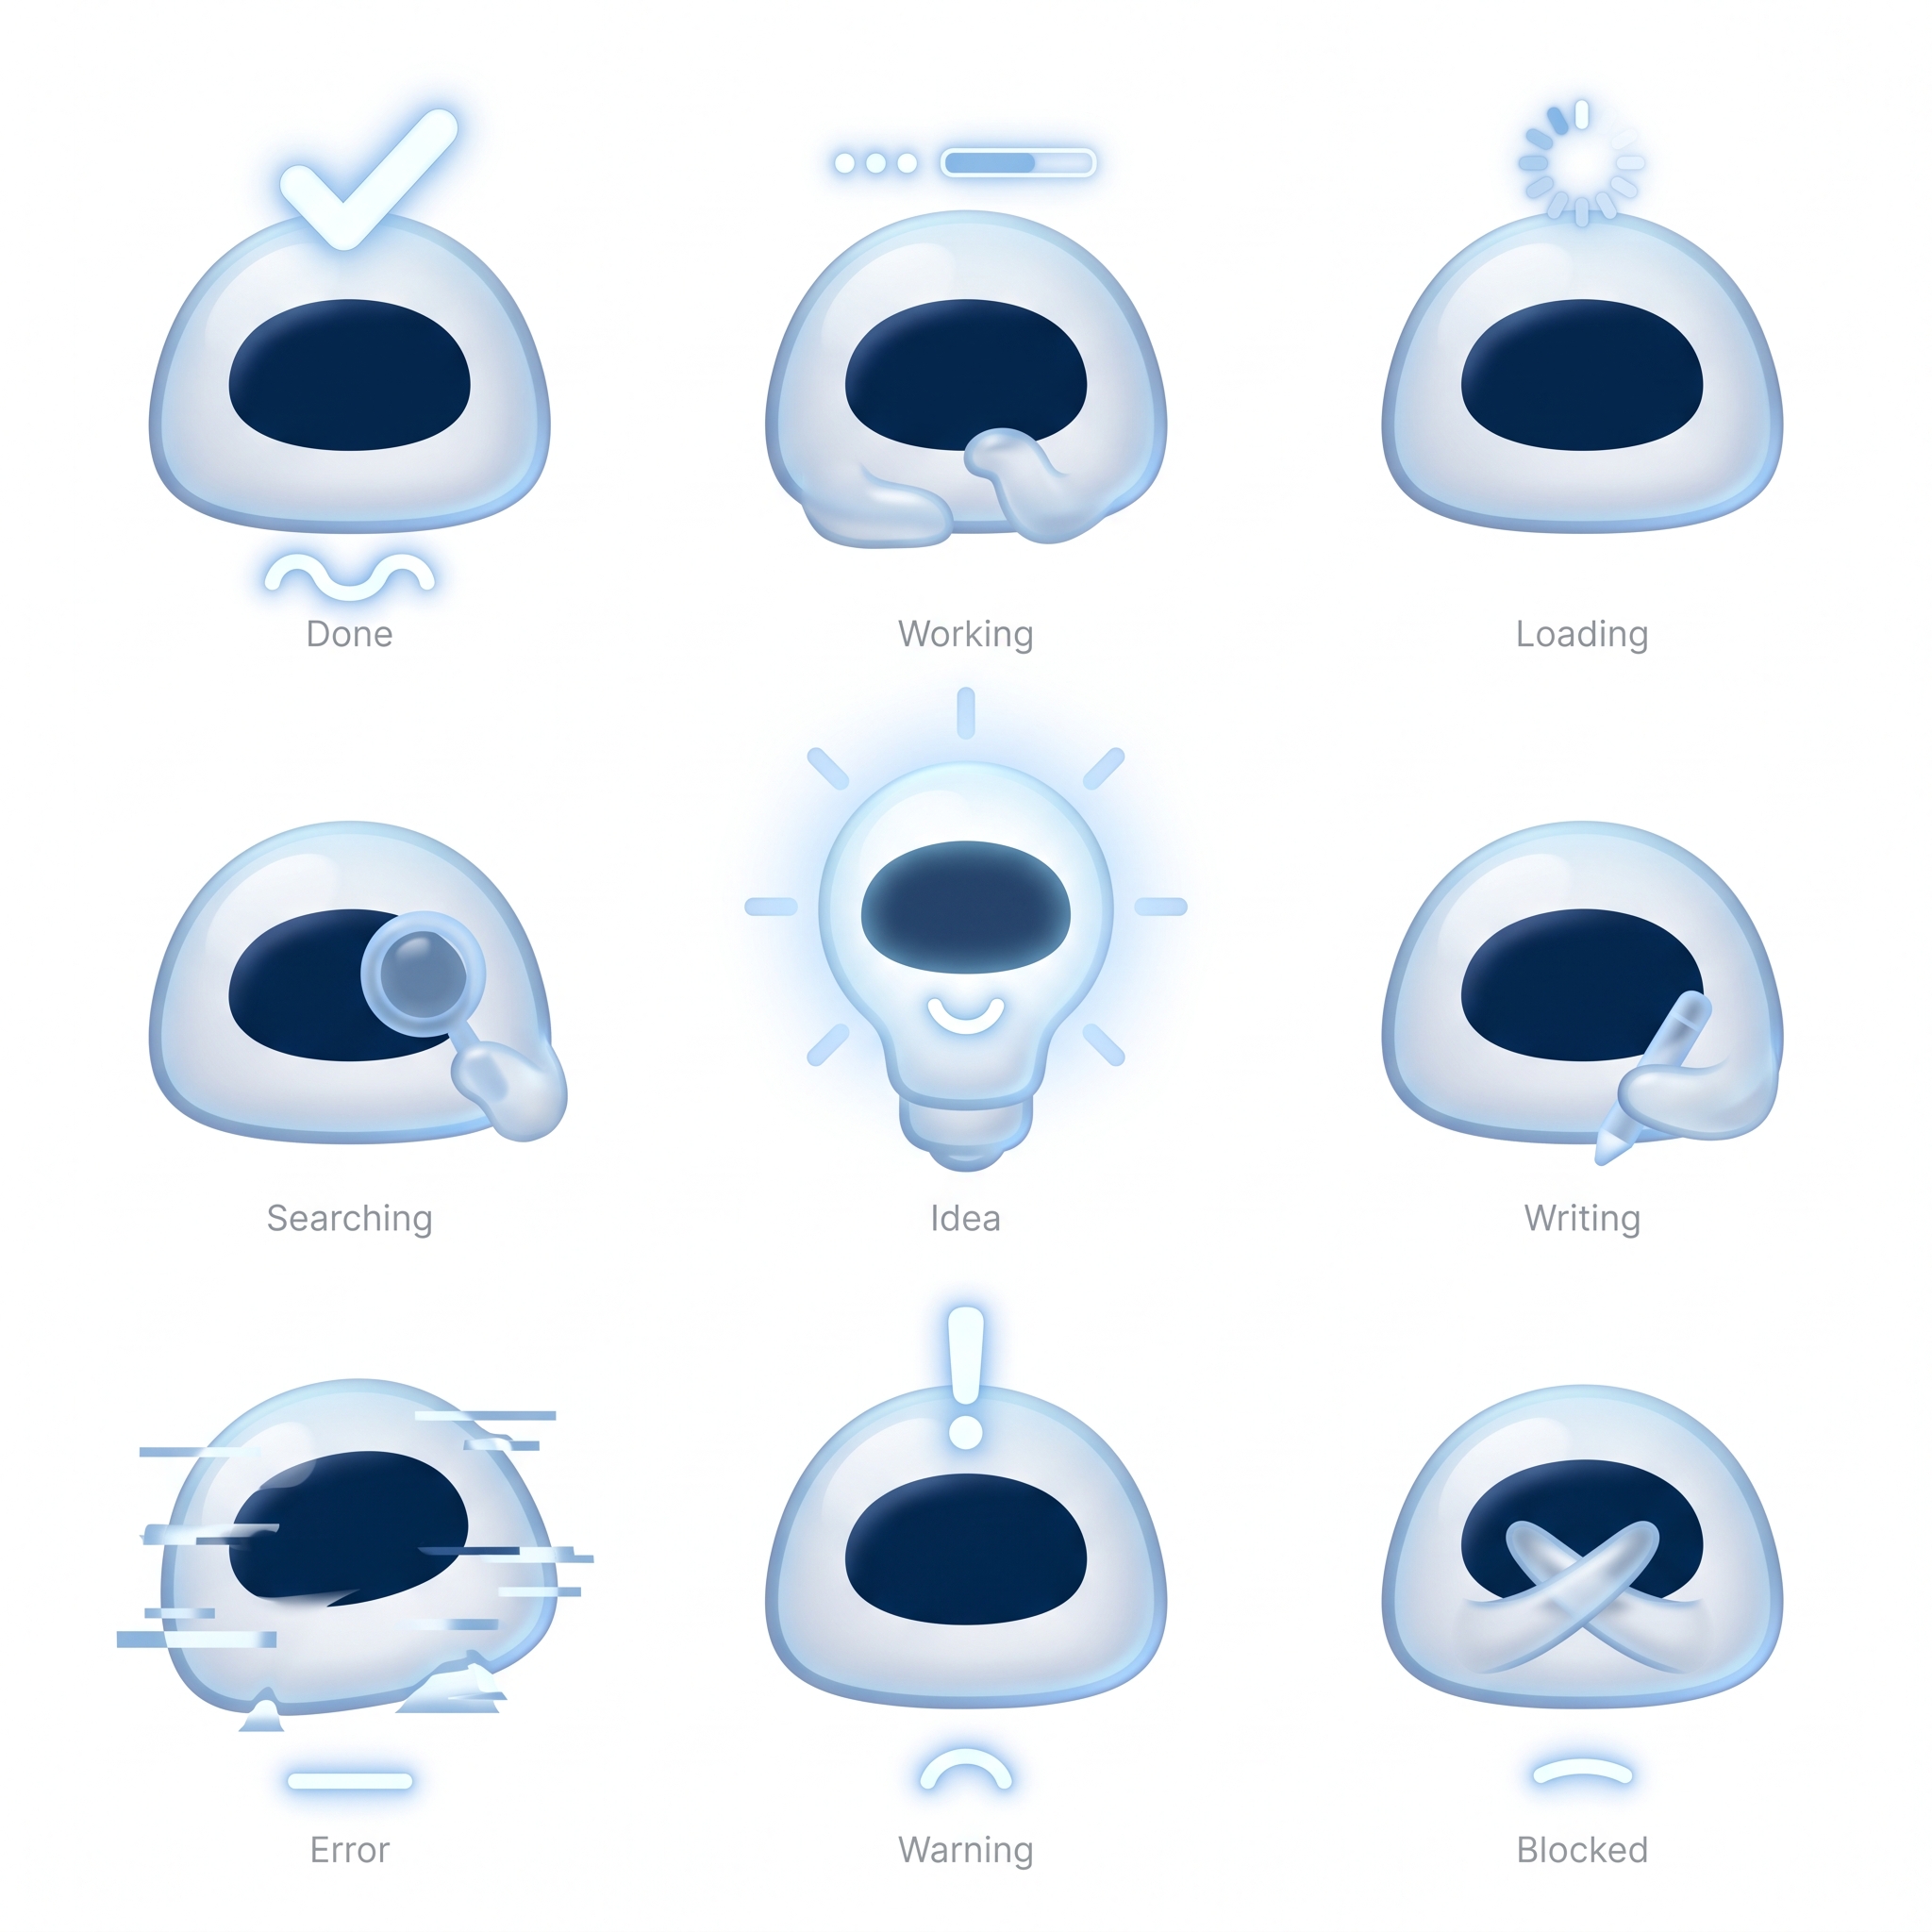 Done
Working
Loading
Searching
Idea
Writing
Error
Warning
Blocked